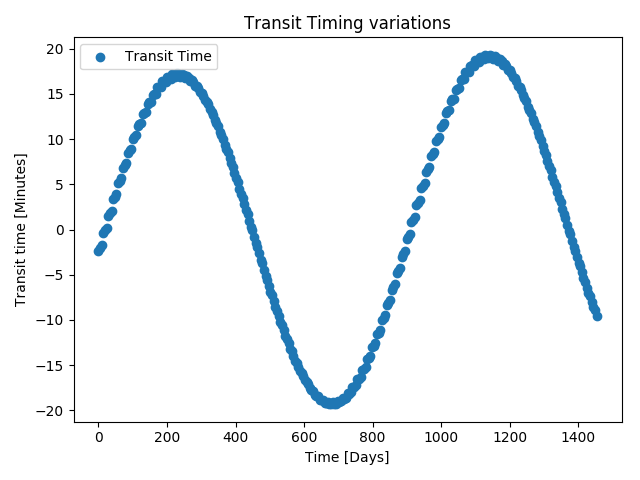 Transit Timing variations
Transit Time
Transit time [Minutes]
20
15
10
5
0
−5
−10
−15
−20
0 200 400 600 800 1000 1200 1400
Time [Days]